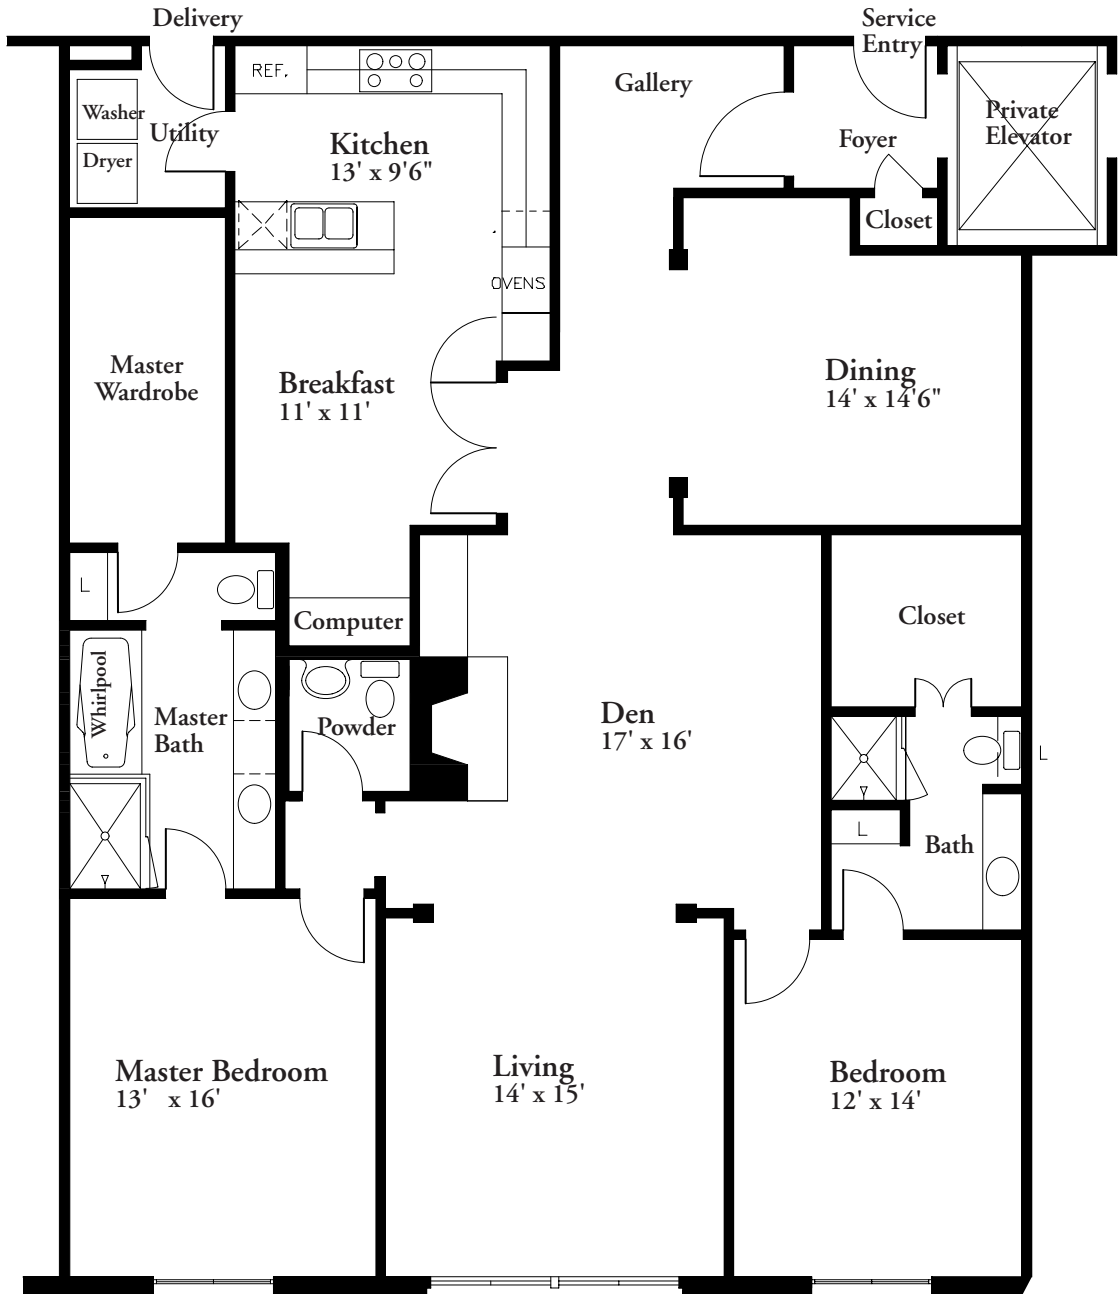 Delivery
Service
Entry
REF.
Gallery
Washer
Utility
Kitchen
13' x 9'6"
Foyer
Private
Elevator
Dryer
Closet
OVENS
Master
Wardrobe
Breakfast
11' x 11'
Dining
14' x 14'6"
L
Computer
Closet
Whirlpool
Master
Bath
Powder
Den
17' x 16'
L
L
Bath
Master Bedroom
13' x 16'
Living
14' x 15'
Bedroom
12' x 14'